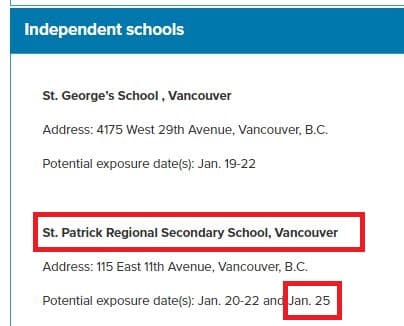 Independent schools
St. George's School , Vancouver
Address: 4175 West 29th Avenue, Vancouver, B.C.
Potential exposure date(s): Jan. 19-22
St. Patrick Regional Secondary School, Vancouver
Address: 115 East 11th Avenue, Vancouver, B.C.
Potential exposure date(s): Jan. 20-22 and Jan. 25